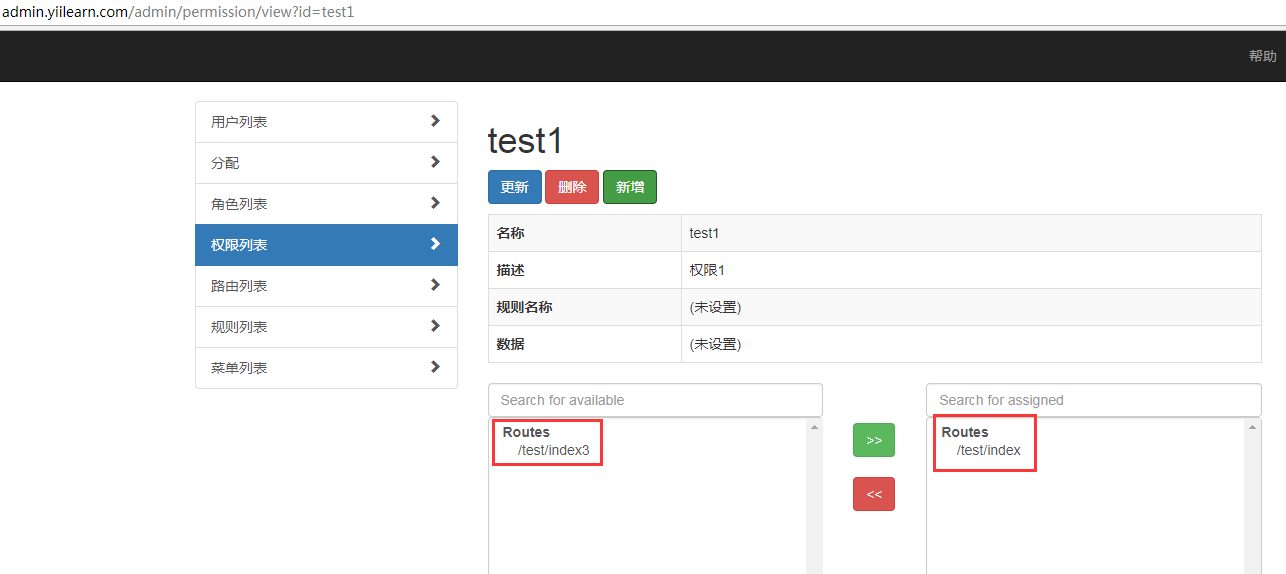 admin.yiilearn.com/admin/permission/view?id=test1
帮助
用户列表
分配
角色列表
权限列表
路由列表
规则列表
菜单列表
test1
更新 删除 新增
名称 test1
描述 权限1
规则名称 (未设置)
数据 (未设置)
Search for available
Routes
/test/index3
>>
<<
Search for assigned
Routes
/test/index